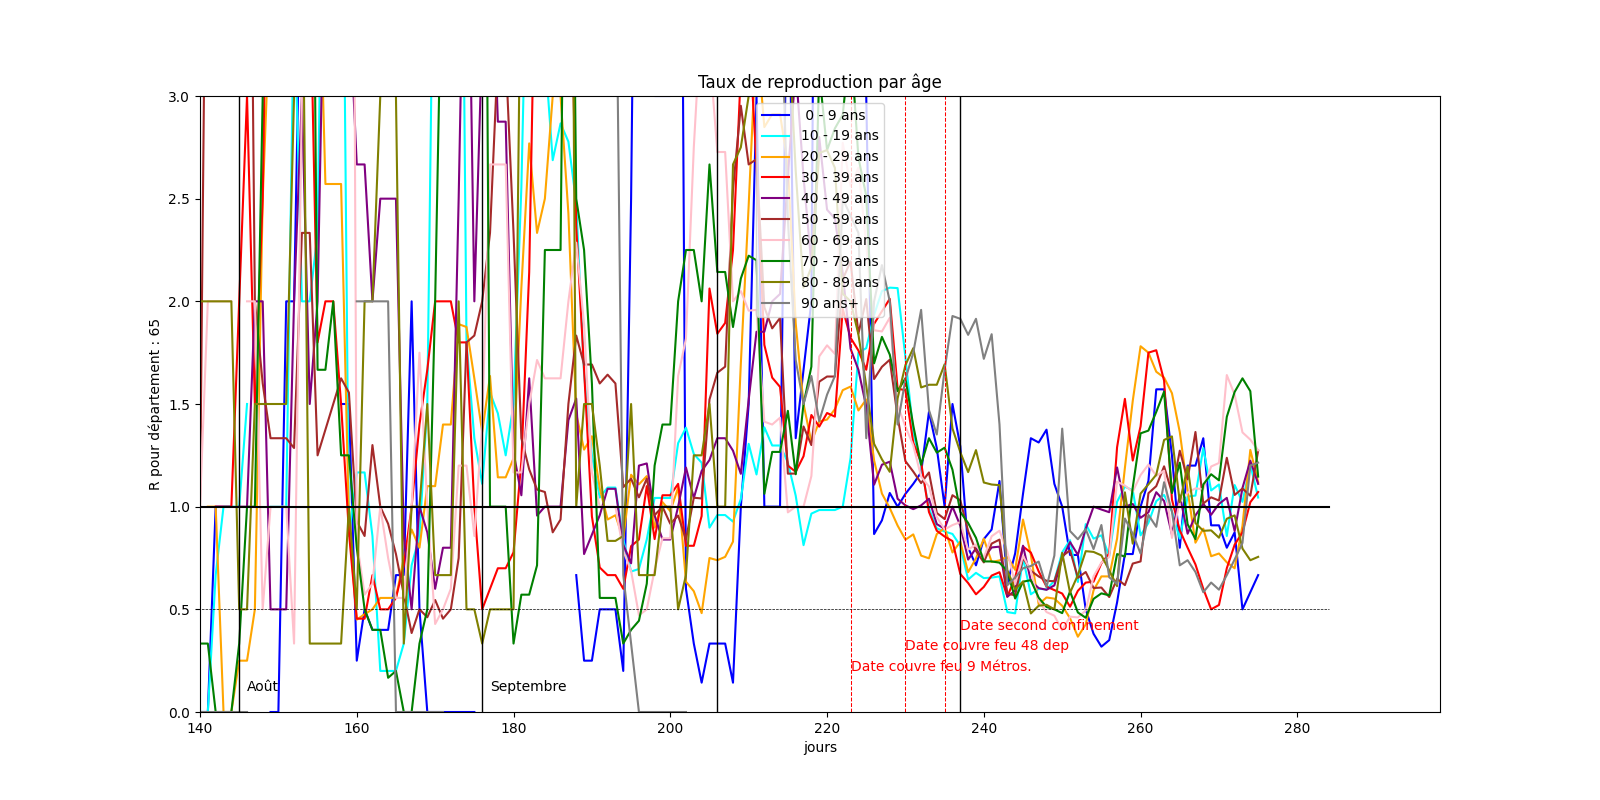 Taux de reproduction par âge
R pour département : 65
3.0
2.5
2.0
1.5
1.0
0.5
0.0
0 - 9 ans
10 - 19 ans
20 - 29 ans
30 - 39 ans
40 - 49 ans
50 - 59 ans
60 - 69 ans
70 - 79 ans
80 - 89 ans
90 ans+
Date second confinement
Date couvre feu 48 dep
Date couvre feu 9 Métros.
Août
Septembre
140 160 180 200 220 240 260 280
jours